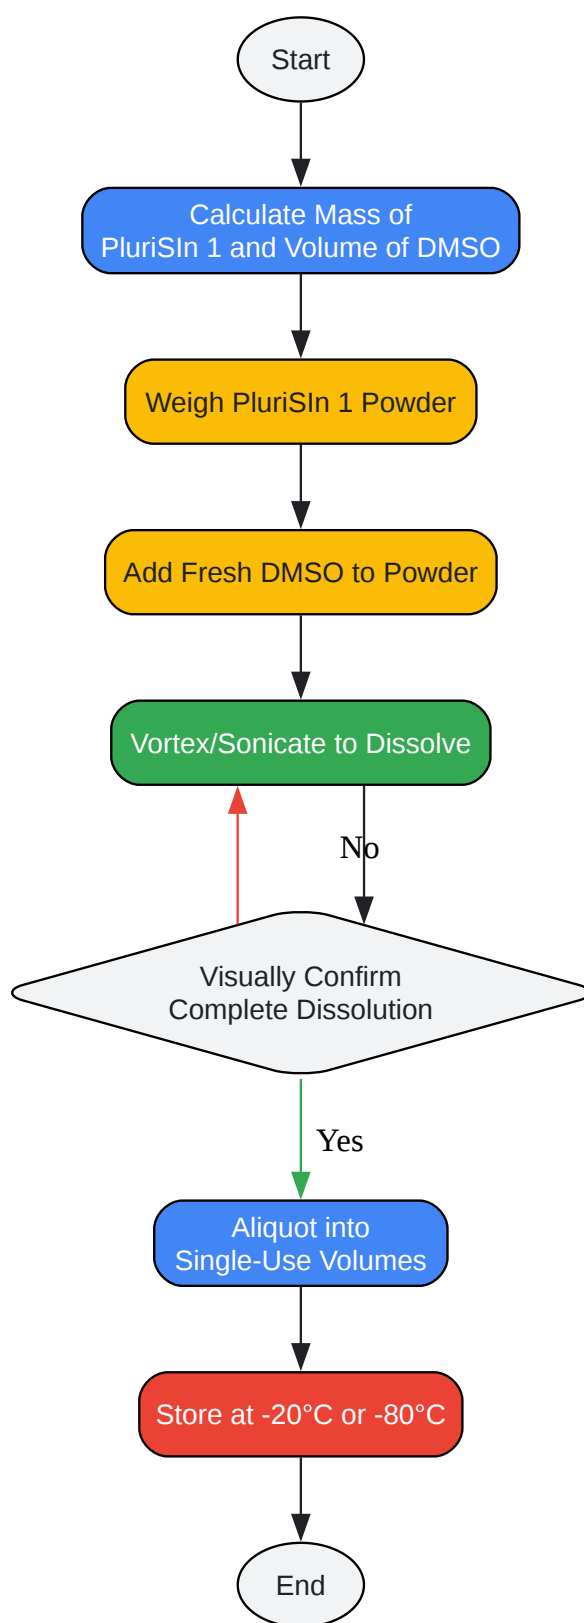 Start
Calculate Mass of
PluriSIn 1 and Volume of DMSO
Weigh PluriSIn 1 Powder
Add Fresh DMSO to Powder
Vortex/Sonicate to Dissolve
No
Visually Confirm
Complete Dissolution
Yes
Aliquot into
Single-Use Volumes
Store at -20°C or -80°C
End